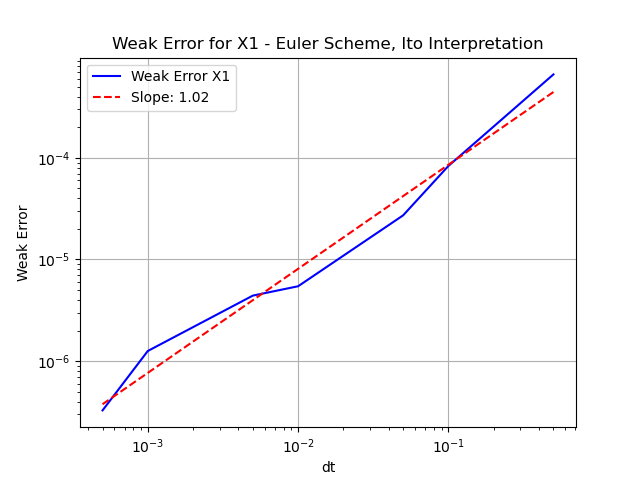 Weak Error for X1 - Euler Scheme, Ito Interpretation
Weak Error X1
Slope: 1.02
Weak Error
10⁻⁴
10⁻⁵
10⁻⁶
10⁻³
10⁻²
10⁻¹
dt